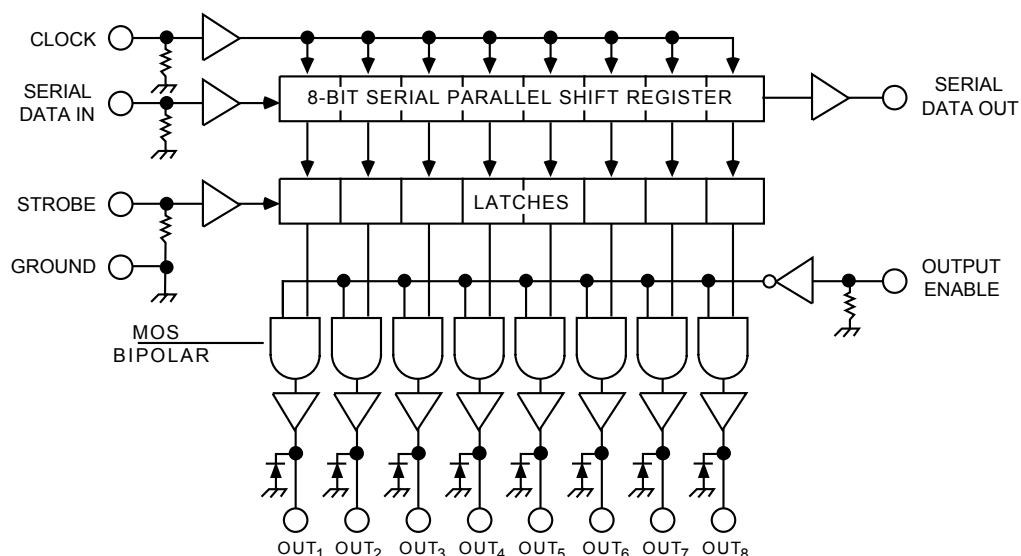 CLOCK
SERIAL
DATA IN
8-BIT SERIAL PARALLEL SHIFT REGISTER
SERIAL
DATA OUT
STROBE
LATCHES
GROUND
OUTPUT
ENABLE
MOS
BIPOLAR
OUT1 OUT2 OUT3 OUT4 OUT5 OUT6 OUT7 OUT8